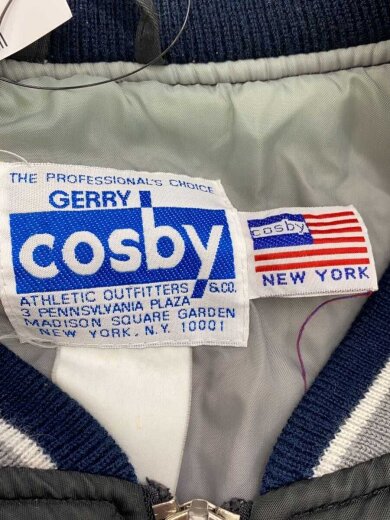 THE PROFESSIONAL'S CHOICE
GERRY
cosby
ATHLETIC OUTFITTERS & CO.
3 PENNSYLVANIA PLAZA
MADISON SQUARE GARDEN
NEW YORK, N.Y. 10001
cosby
NEW YORK